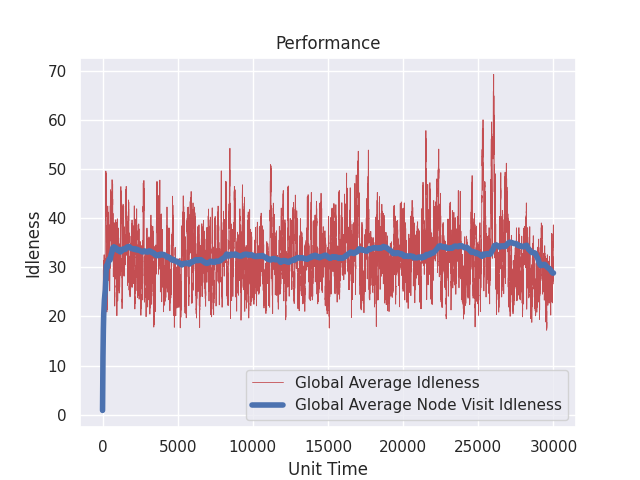 Performance
Idleness
70
60
50
40
30
20
10
0
Global Average Idleness
Global Average Node Visit Idleness
0 5000 10000 15000 20000 25000 30000
Unit Time